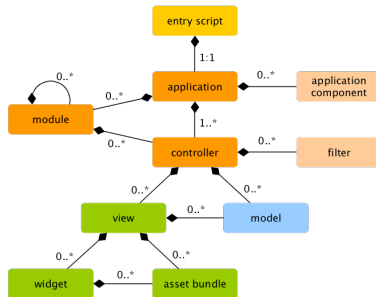 entry script
1:1
0..*
application
0..*
application
component
0..*
module
1..*
0..*
controller
0..*
filter
0..*
0..*
view
0..*
model
0..*
0..*
widget
0..*
asset bundle